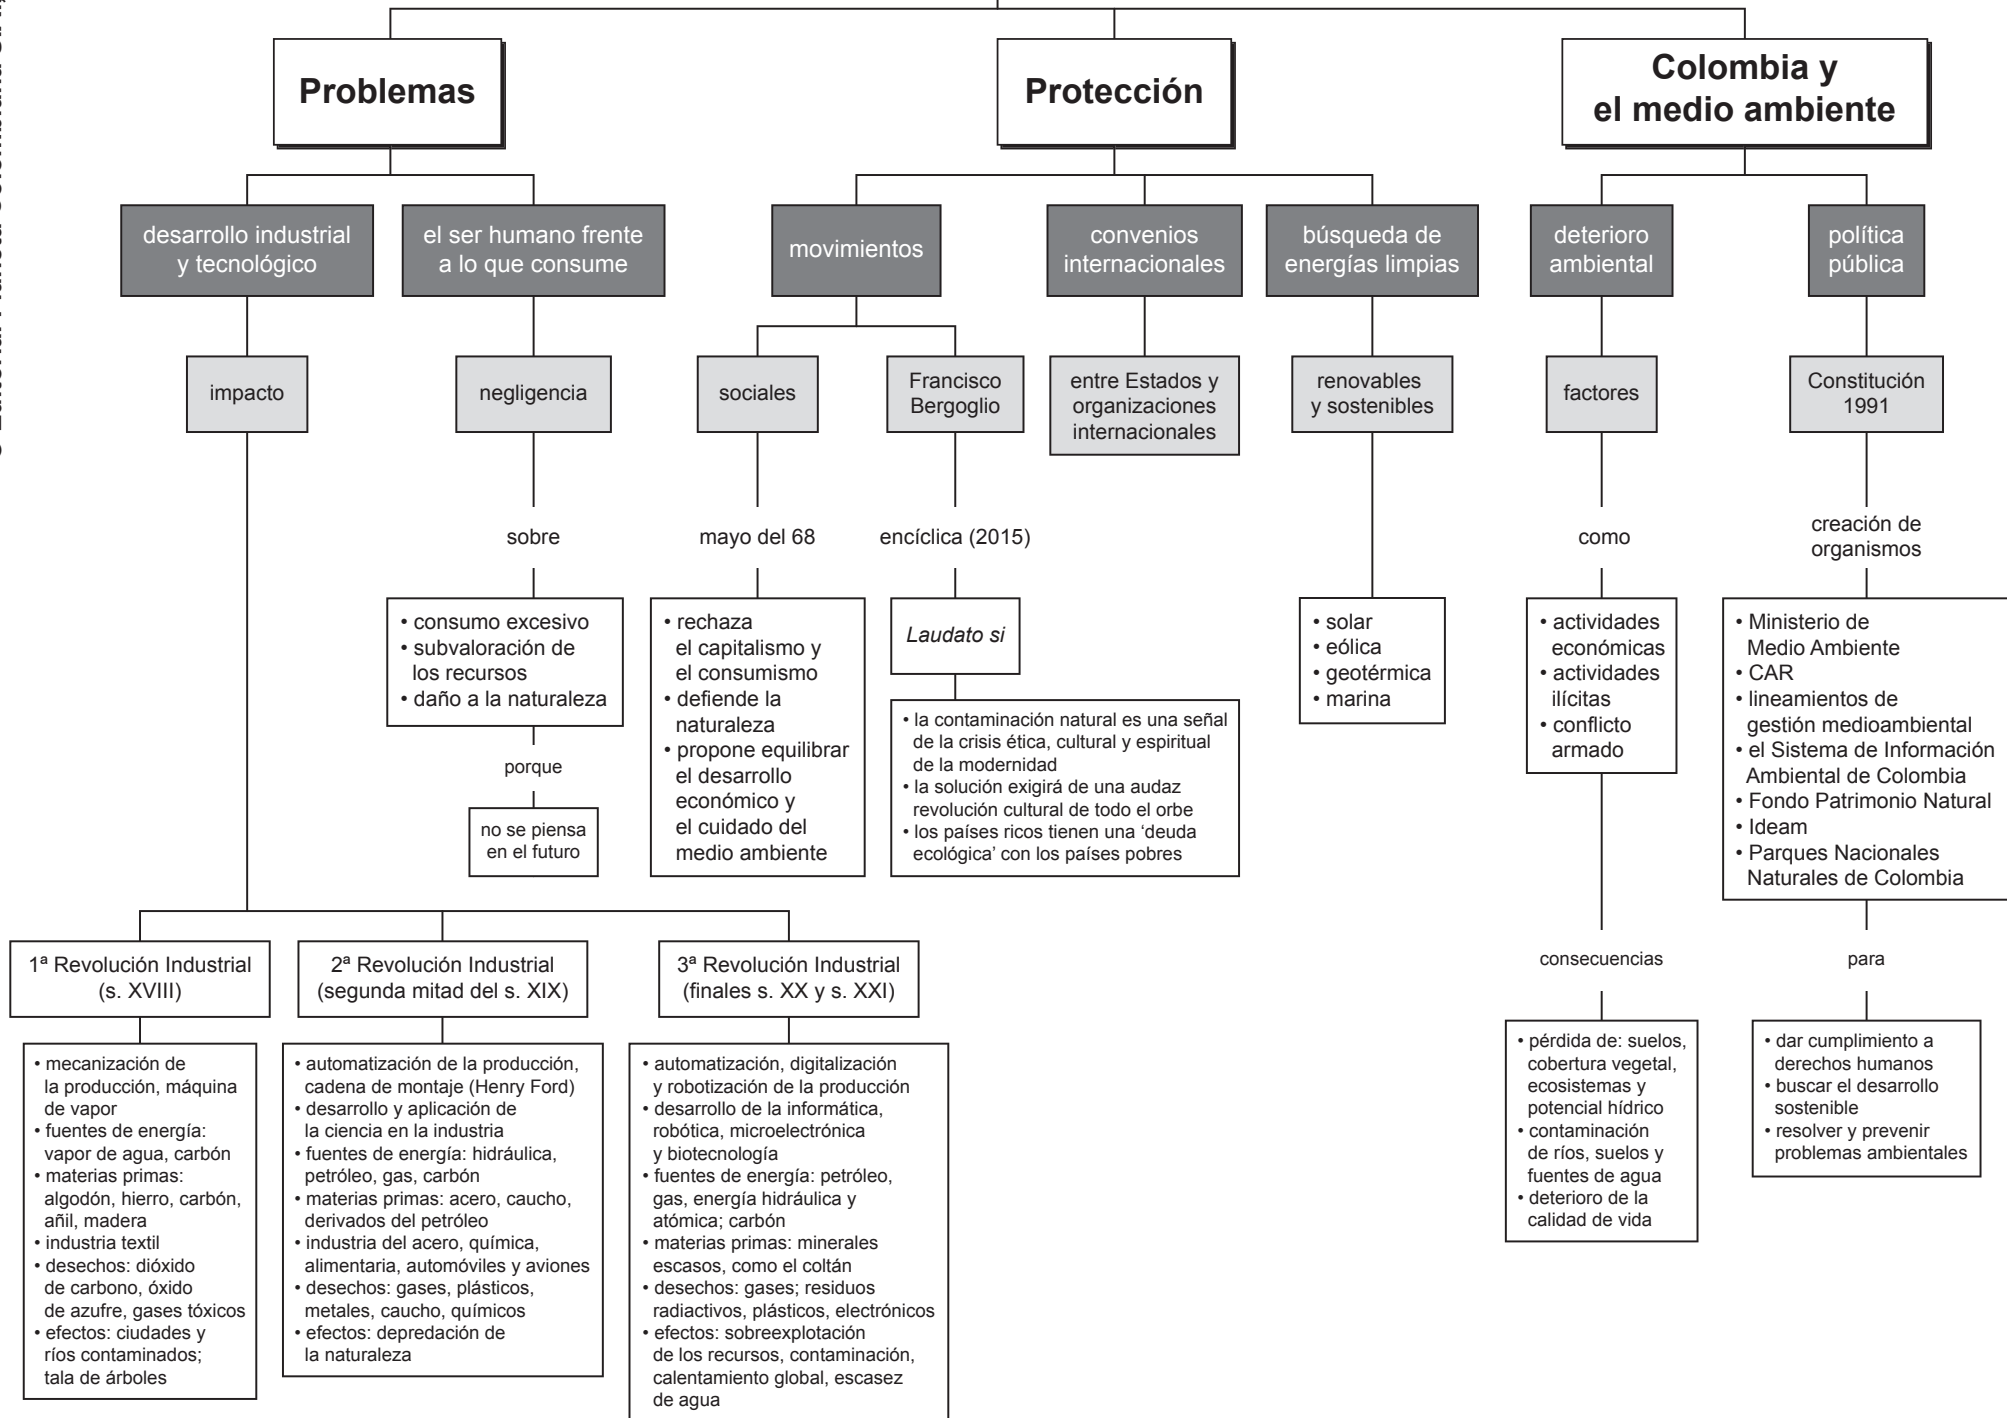 Problemas
Protección
Colombia y
el medio ambiente
desarrollo industrial
y tecnológico
el ser humano frente
a lo que consume
movimientos
convenios
internacionales
búsqueda de
energías limpias
deterioro
ambiental
política
pública
impacto
negligencia
sociales
Francisco
Bergoglio
entre Estados y
organizaciones
internacionales
renovables
y sostenibles
factores
Constitución
1991
sobre
mayo del 68
encíclica (2015)
como
creación de
organismos
• consumo excesivo
• subvaloración de
los recursos
• daño a la naturaleza
porque
no se piensa
en el futuro
• rechaza
el capitalismo y
el consumismo
• defiende la
naturaleza
• propone equilibrar
el desarrollo
económico y
el cuidado del
medio ambiente
Laudato si
• la contaminación natural es una señal
de la crisis ética, cultural y espiritual
de la modernidad
• la solución exigirá de una audaz
revolución cultural de todo el orbe
• los países ricos tienen una ‘deuda
ecológica’ con los países pobres
• solar
• eólica
• geotérmica
• marina
• actividades
económicas
• actividades
ilícitas
• conflicto
armado
• Ministerio de
Medio Ambiente
• CAR
• lineamientos de
gestión medioambiental
• el Sistema de Información
Ambiental de Colombia
• Fondo Patrimonio Natural
• Ideam
• Parques Nacionales
Naturales de Colombia
1ª Revolución Industrial
(s. XVIII)
2ª Revolución Industrial
(segunda mitad del s. XIX)
3ª Revolución Industrial
(finales s. XX y s. XXI)
consecuencias
para
• mecanización de
la producción, máquina
de vapor
• fuentes de energía:
vapor de agua, carbón
• materias primas:
algodón, hierro, carbón,
añil, madera
• industria textil
• desechos: dióxido
de carbono, óxido
de azufre, gases tóxicos
• efectos: ciudades y
ríos contaminados;
tala de árboles
• automatización de la producción,
cadena de montaje (Henry Ford)
• desarrollo y aplicación de
la ciencia en la industria
• fuentes de energía: hidráulica,
petróleo, gas, carbón
• materias primas: acero, caucho,
derivados del petróleo
• industria del acero, química,
alimentaria, automóviles y aviones
• desechos: gases, plásticos,
metales, caucho, químicos
• efectos: depredación de
la naturaleza
• automatización, digitalización
y robotización de la producción
• desarrollo de la informática,
robótica, microelectrónica
y biotecnología
• fuentes de energía: petróleo,
gas, energía hidráulica y
atómica; carbón
• materias primas: minerales
escasos, como el coltán
• desechos: gases; residuos
radiactivos, plásticos, electrónicos
• efectos: sobreexplotación
de los recursos, contaminación,
calentamiento global, escasez
de agua
• pérdida de: suelos,
cobertura vegetal,
ecosistemas y
potencial hídrico
• contaminación
de ríos, suelos y
fuentes de agua
• deterioro de la
calidad de vida
• dar cumplimiento a
derechos humanos
• buscar el desarrollo
sostenible
• resolver y prevenir
problemas ambientales